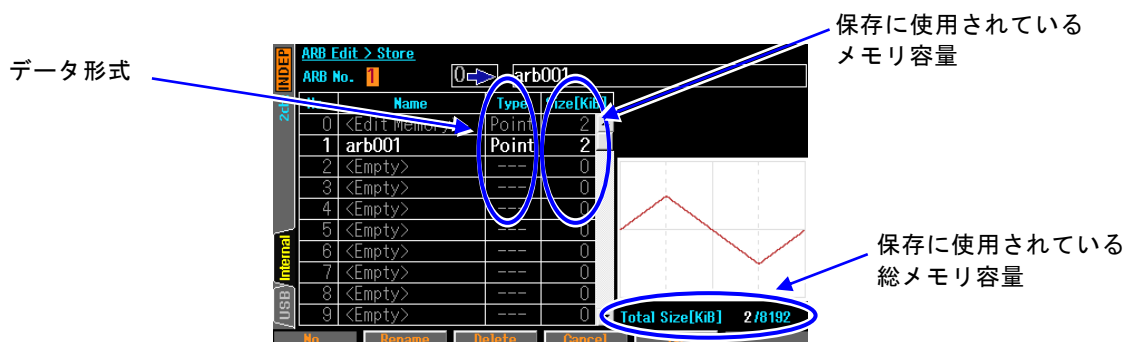 保存に使用されている
メモリ容量
データ形式
INDEP
2ch
ARB Edit > Store
ARB No. 1
0 arb001
Name Type Size[KiB]
0 <Edit Memory Point 2
1 arb001 Point 2
2 <Empty> --- 0
3 <Empty> --- 0
4 <Empty> --- 0
5 <Empty> --- 0
6 <Empty> --- 0
7 <Empty> --- 0
8 <Empty> --- 0
9 <Empty> --- 0
Internal
USB
保存に使用されている
総メモリ容量
Total Size[KiB] 2/8192
No. Rename Delete Cancel